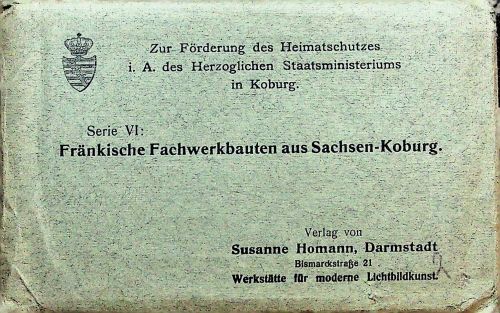 Zur Förderung des Heimatschutzes
i. A. des Herzoglichen Staatsministeriums
in Koburg.
Serie VI:
Fränkische Fachwerkbauten aus Sachsen-Koburg.
Verlag von
Susanne Homann, Darmstadt
Bismarckstraße 21
Werkstätte für moderne Lichtbildkunst.